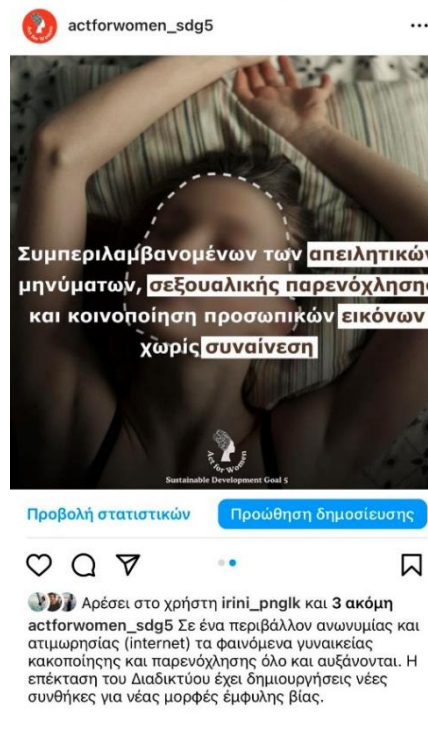 actforwomen_sdg5
Συμπεριλαμβανομένων των απειλητικών
μηνυμάτων, σεξουαλικής παρενόχλησης
και κοινοποίηση προσωπικών εικόνων
χωρίς συναίνεση
Act for Women
Sustainable Development Goal 5
Προβολή στατιστικών
Προώθηση δημοσίευσης
Αρέσει στο χρήστη irini_pnglk και 3 ακόμη
actforwomen_sdg5 Σε ένα περιβάλλον ανωνυμίας και
ατιμωρησίας (internet) τα φαινόμενα γυναικείας
κακοποίησης και παρενόχλησης όλο και αυξάνονται. Η
επέκταση του Διαδικτύου έχει δημιουργήσεις νέες
συνθήκες για νέας μορφές έμφυλης βίας.